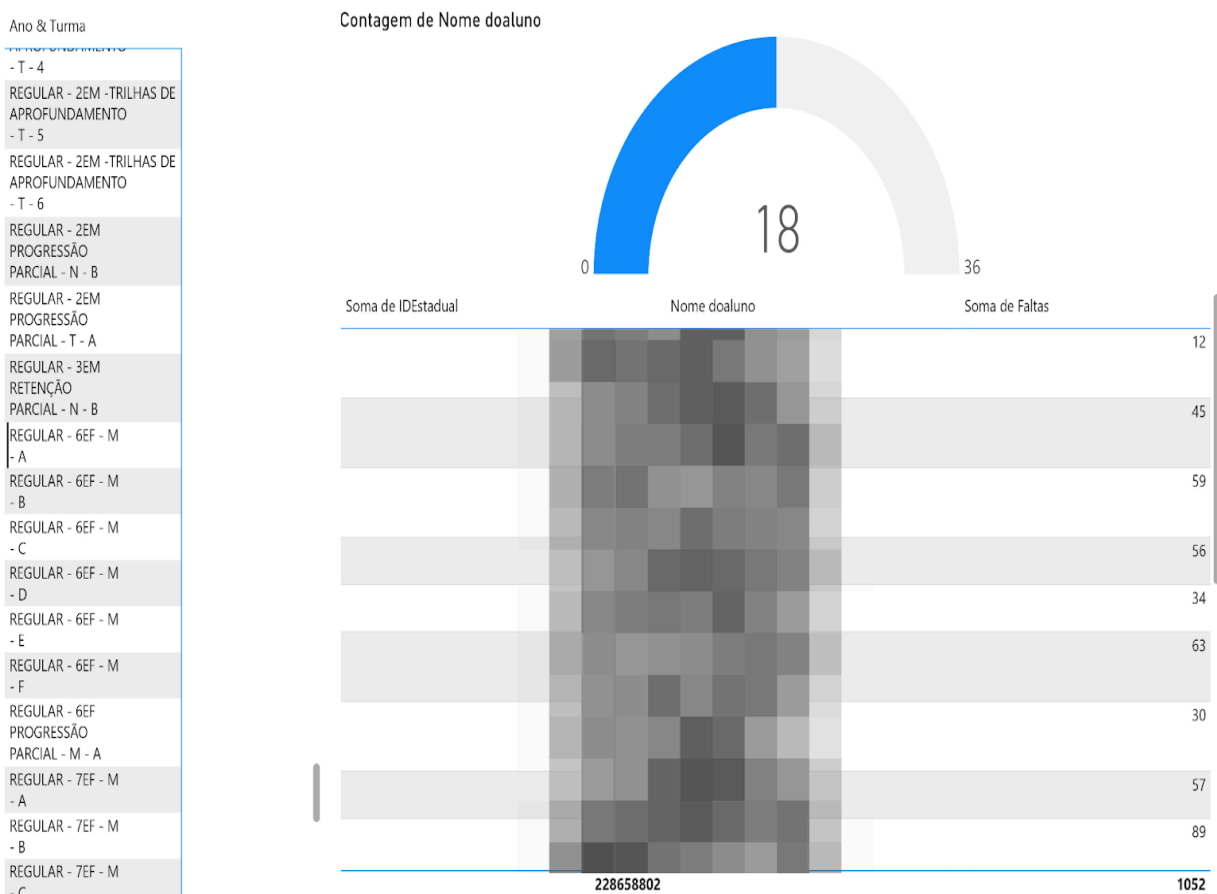 Ano & Turma
- T - 4
REGULAR - 2EM -TRILHAS DE
APROFUNDAMENTO
- T - 5
REGULAR - 2EM -TRILHAS DE
APROFUNDAMENTO
- T - 6
REGULAR - 2EM
PROGRESSÃO
PARCIAL - N - B
REGULAR - 2EM
PROGRESSÃO
PARCIAL - T - A
REGULAR - 3EM
RETENÇÃO
PARCIAL - N - B
REGULAR - 6EF - M
- A
REGULAR - 6EF - M
- B
REGULAR - 6EF - M
- C
REGULAR - 6EF - M
- D
REGULAR - 6EF - M
- E
REGULAR - 6EF - M
- F
REGULAR - 6EF
PROGRESSÃO
PARCIAL - M - A
REGULAR - 7EF - M
- A
REGULAR - 7EF - M
- B
REGULAR - 7EF - M
- C
Contagem de Nome doaluno
18
0
36
Soma de IDEstadual Nome doaluno Soma de Faltas
12
45
59
56
34
63
30
57
89
228658802 1052